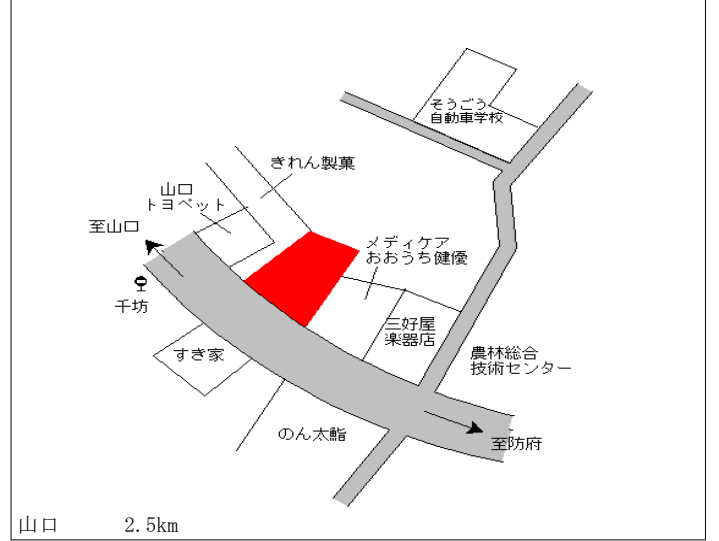 そうごう
自動車学校
きれん製菓
山口
トヨペット
至山口
メディケア
おおうち健優
千坊
三好屋
楽器店
すき家
農林総合
技術センター
のん太鮨
至防府
山口 2.5km